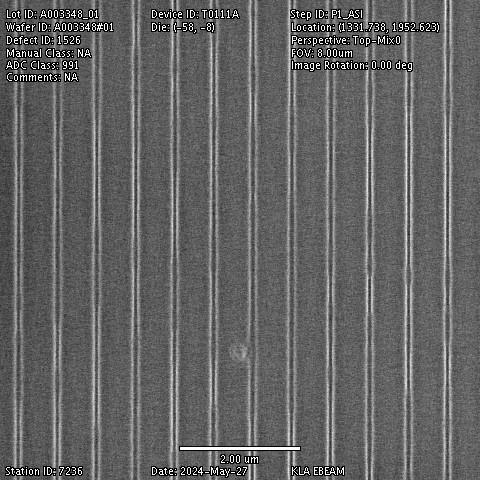 Lot ID: A003348_01
Wafer ID: A003348#01
Defect ID: 1526
Manual Class: NA
ADC Class: 991
Comments: NA
Device ID: T0111A
Die: (-58, -8)
Step ID: P1_ASI
Location: (1331.738, 1952.623)
Perspective: Top-Mix0
FOV: 8.00um
Image Rotation: 0.00 deg
2.00 um
Station ID: 7236
Date: 2024-May-27
KLA EBEAM